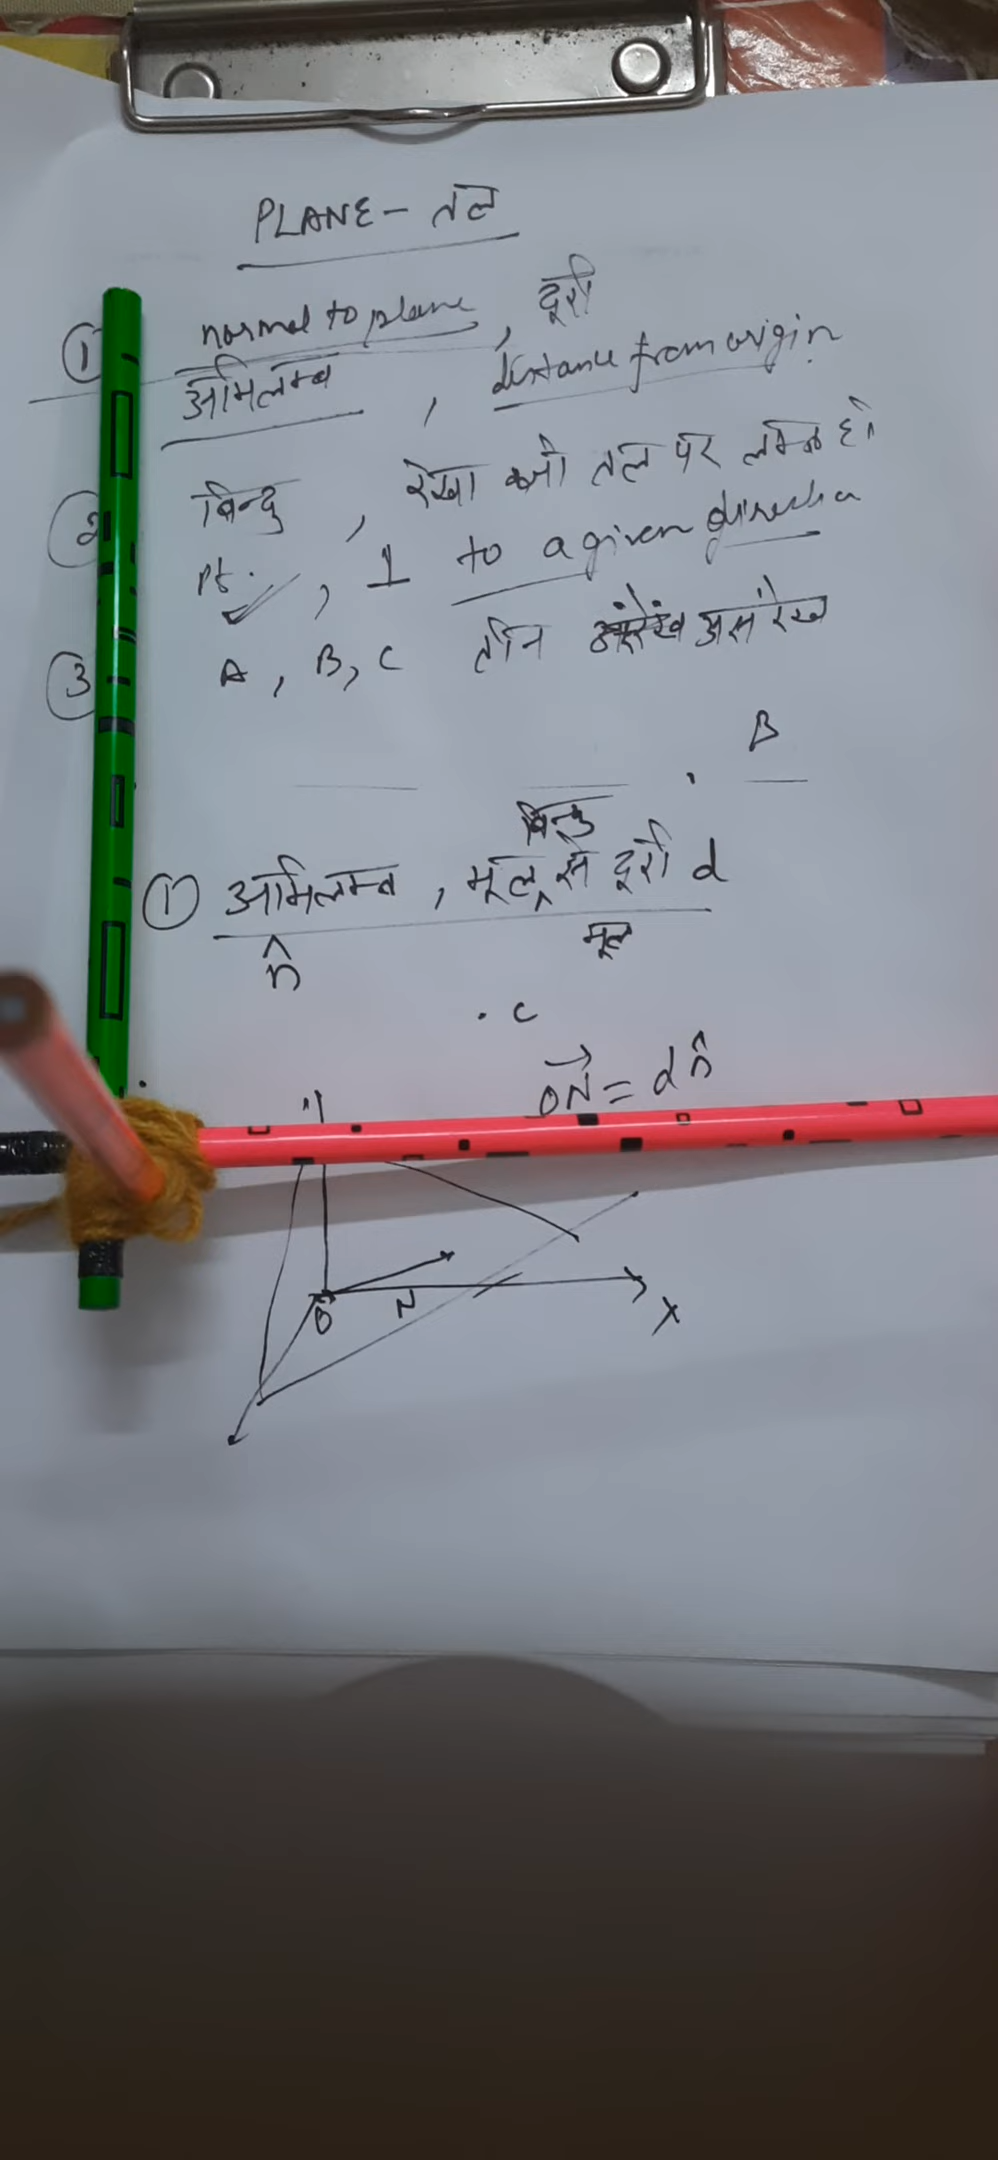 PLANE - तल
① normal to plane , दूरी
अभिलम्ब , distance from origin
② बिन्दु , रेखा जो तल पर लम्ब हो
Pt. , ⊥ to a given direction
③ A , B , C तीन असंरेख
B
बिन्दु
① अभिलम्ब , मूल से दूरी d
n̂ मूल
. C
ON⃗ = d n̂
O N X